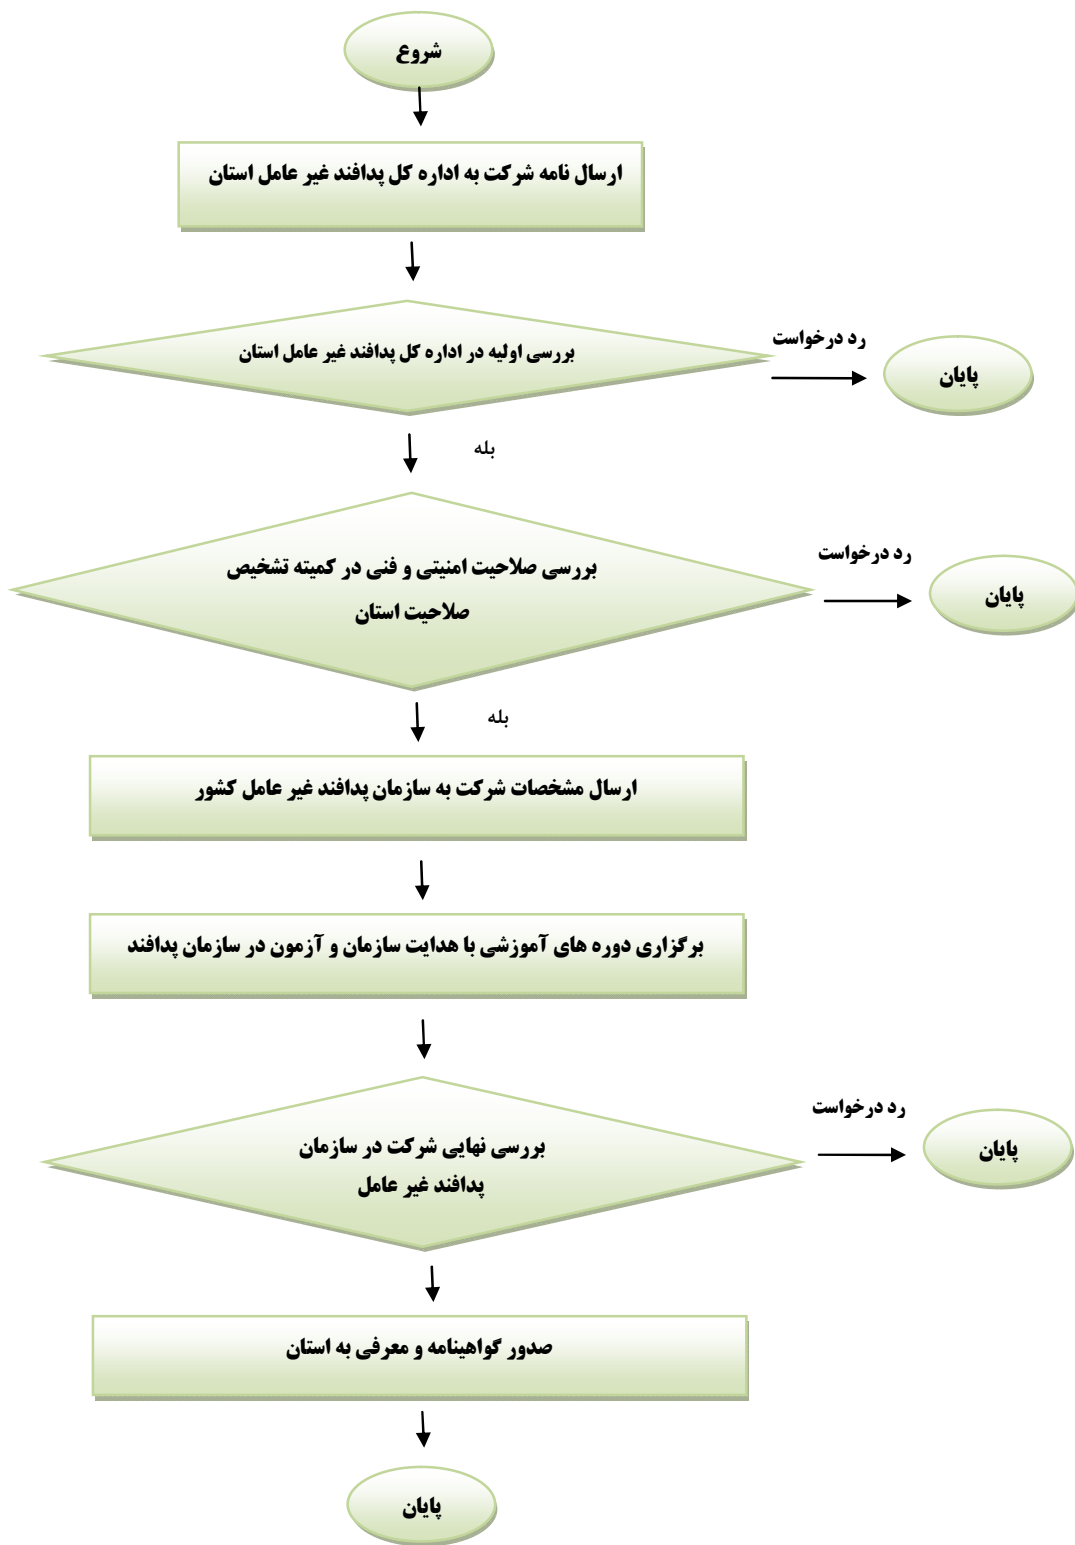 شروع
ارسال نامه شرکت به اداره کل پدافند غیر عامل استان
بررسی اولیه در اداره کل پدافند غیر عامل استان
رد درخواست
پایان
بله
بررسی صلاحیت امنیتی و فنی در کمیته تشخیص
صلاحیت استان
رد درخواست
پایان
بله
ارسال مشخصات شرکت به سازمان پدافند غیر عامل کشور
برگزاری دوره های آموزشی با هدایت سازمان و آزمون در سازمان پدافند
بررسی نهایی شرکت در سازمان
پدافند غیر عامل
رد درخواست
پایان
صدور گواهینامه و معرفی به استان
پایان